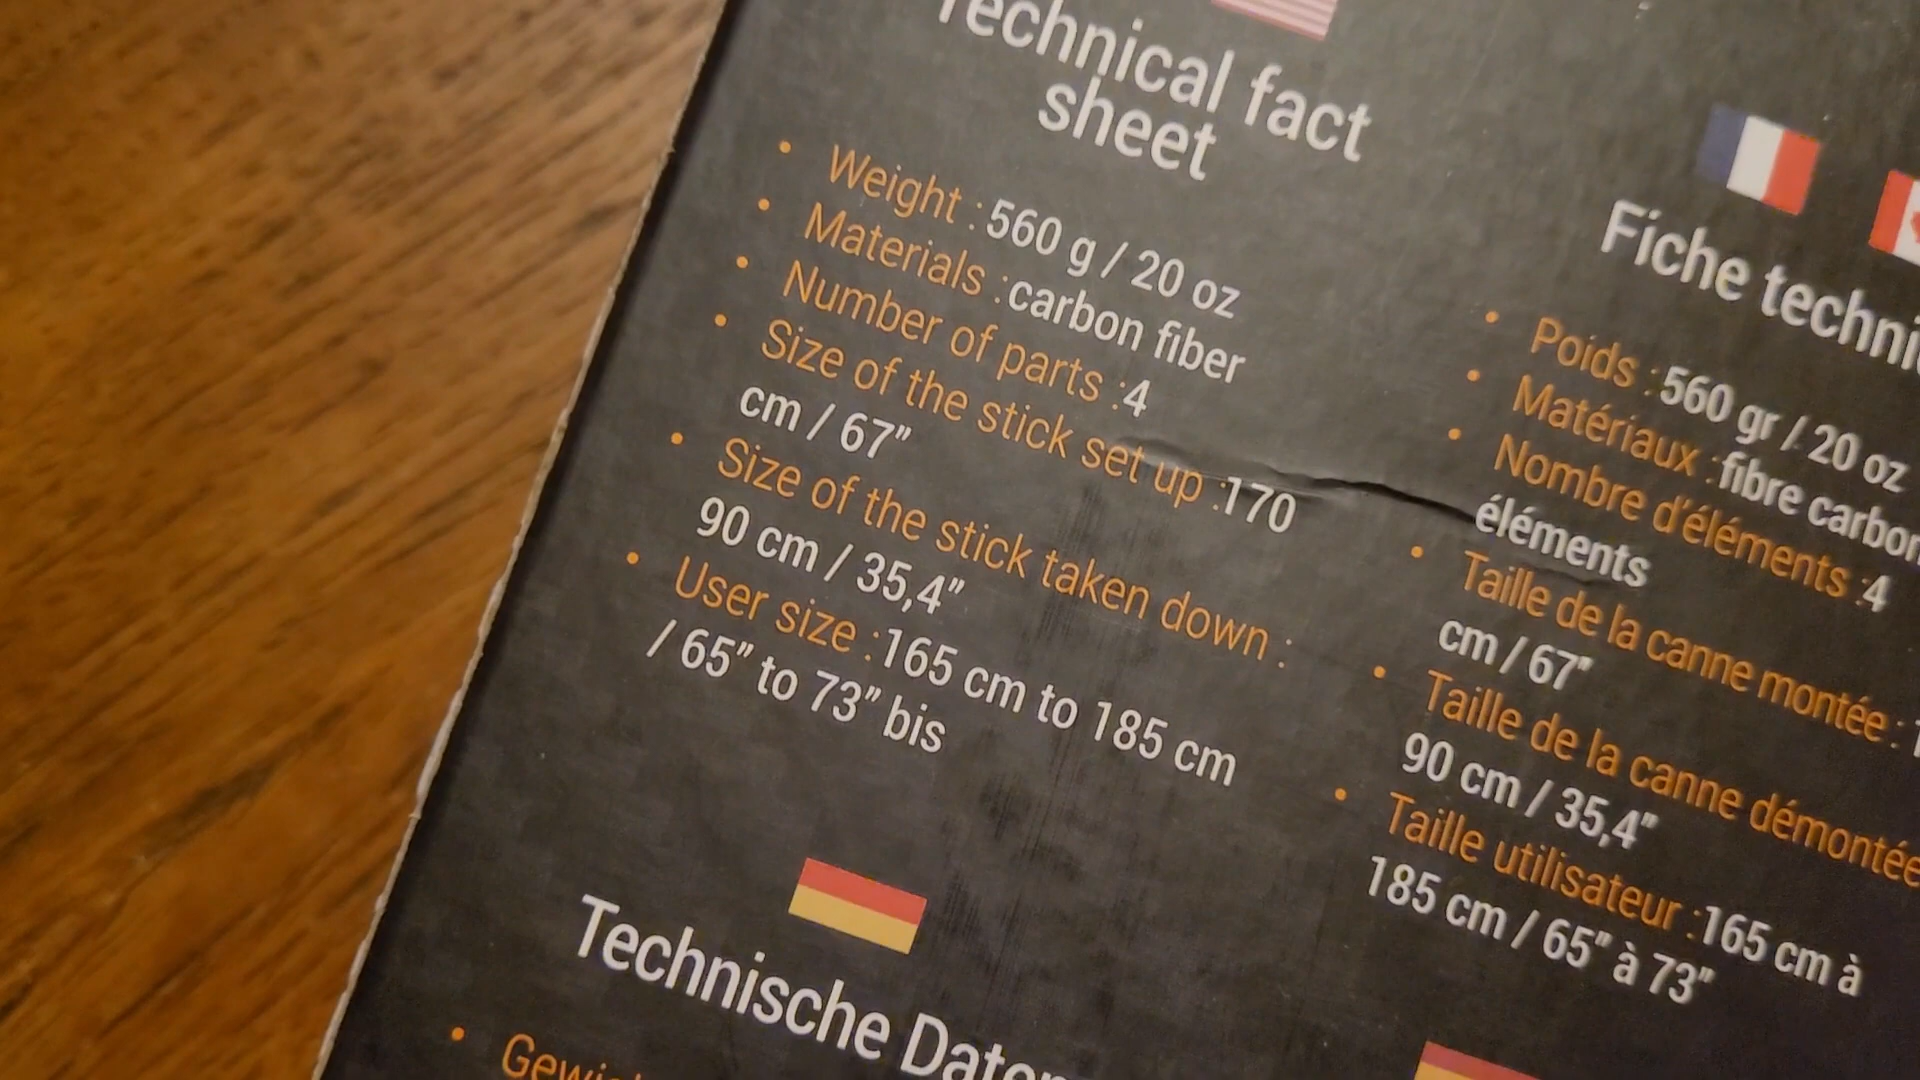 Technical fact
sheet
• Weight : 560 g / 20 oz
• Materials :carbon fiber
• Number of parts :4
• Size of the stick set up :170
cm / 67”
• Size of the stick taken down :
90 cm / 35,4”
• User size :165 cm to 185 cm
/ 65” to 73” bis
Fiche
• Poids :560 gr / 20 oz
• Matériaux :fibre carbon
• Nombre d’éléments :4
éléments
• Taille de la canne montée :
cm / 67”
• Taille de la canne démontée
90 cm / 35,4”
• Taille utilisateur :165 cm à
185 cm / 65” à 73”
Technische